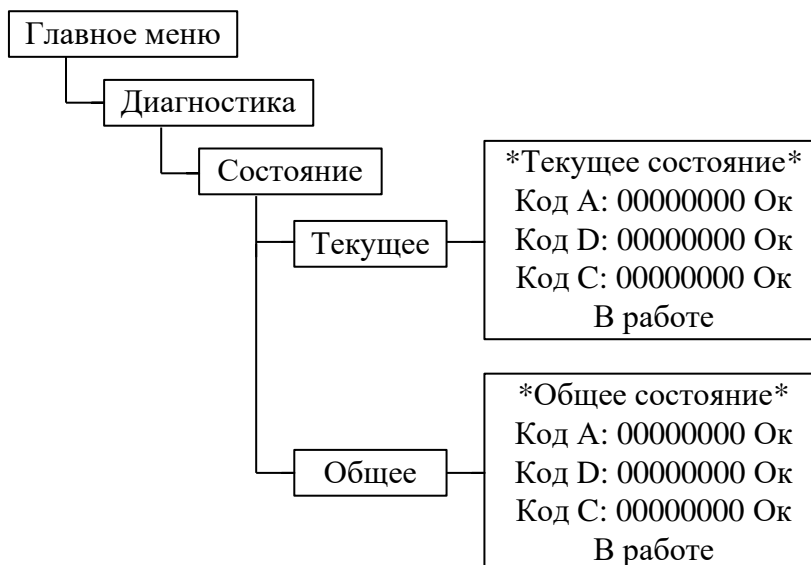 Главное меню
Диагностика
Состояние
Текущее
*Текущее состояние*
Код А: 00000000 Ок
Код D: 00000000 Ок
Код С: 00000000 Ок
В работе
Общее
*Общее состояние*
Код А: 00000000 Ок
Код D: 00000000 Ок
Код С: 00000000 Ок
В работе